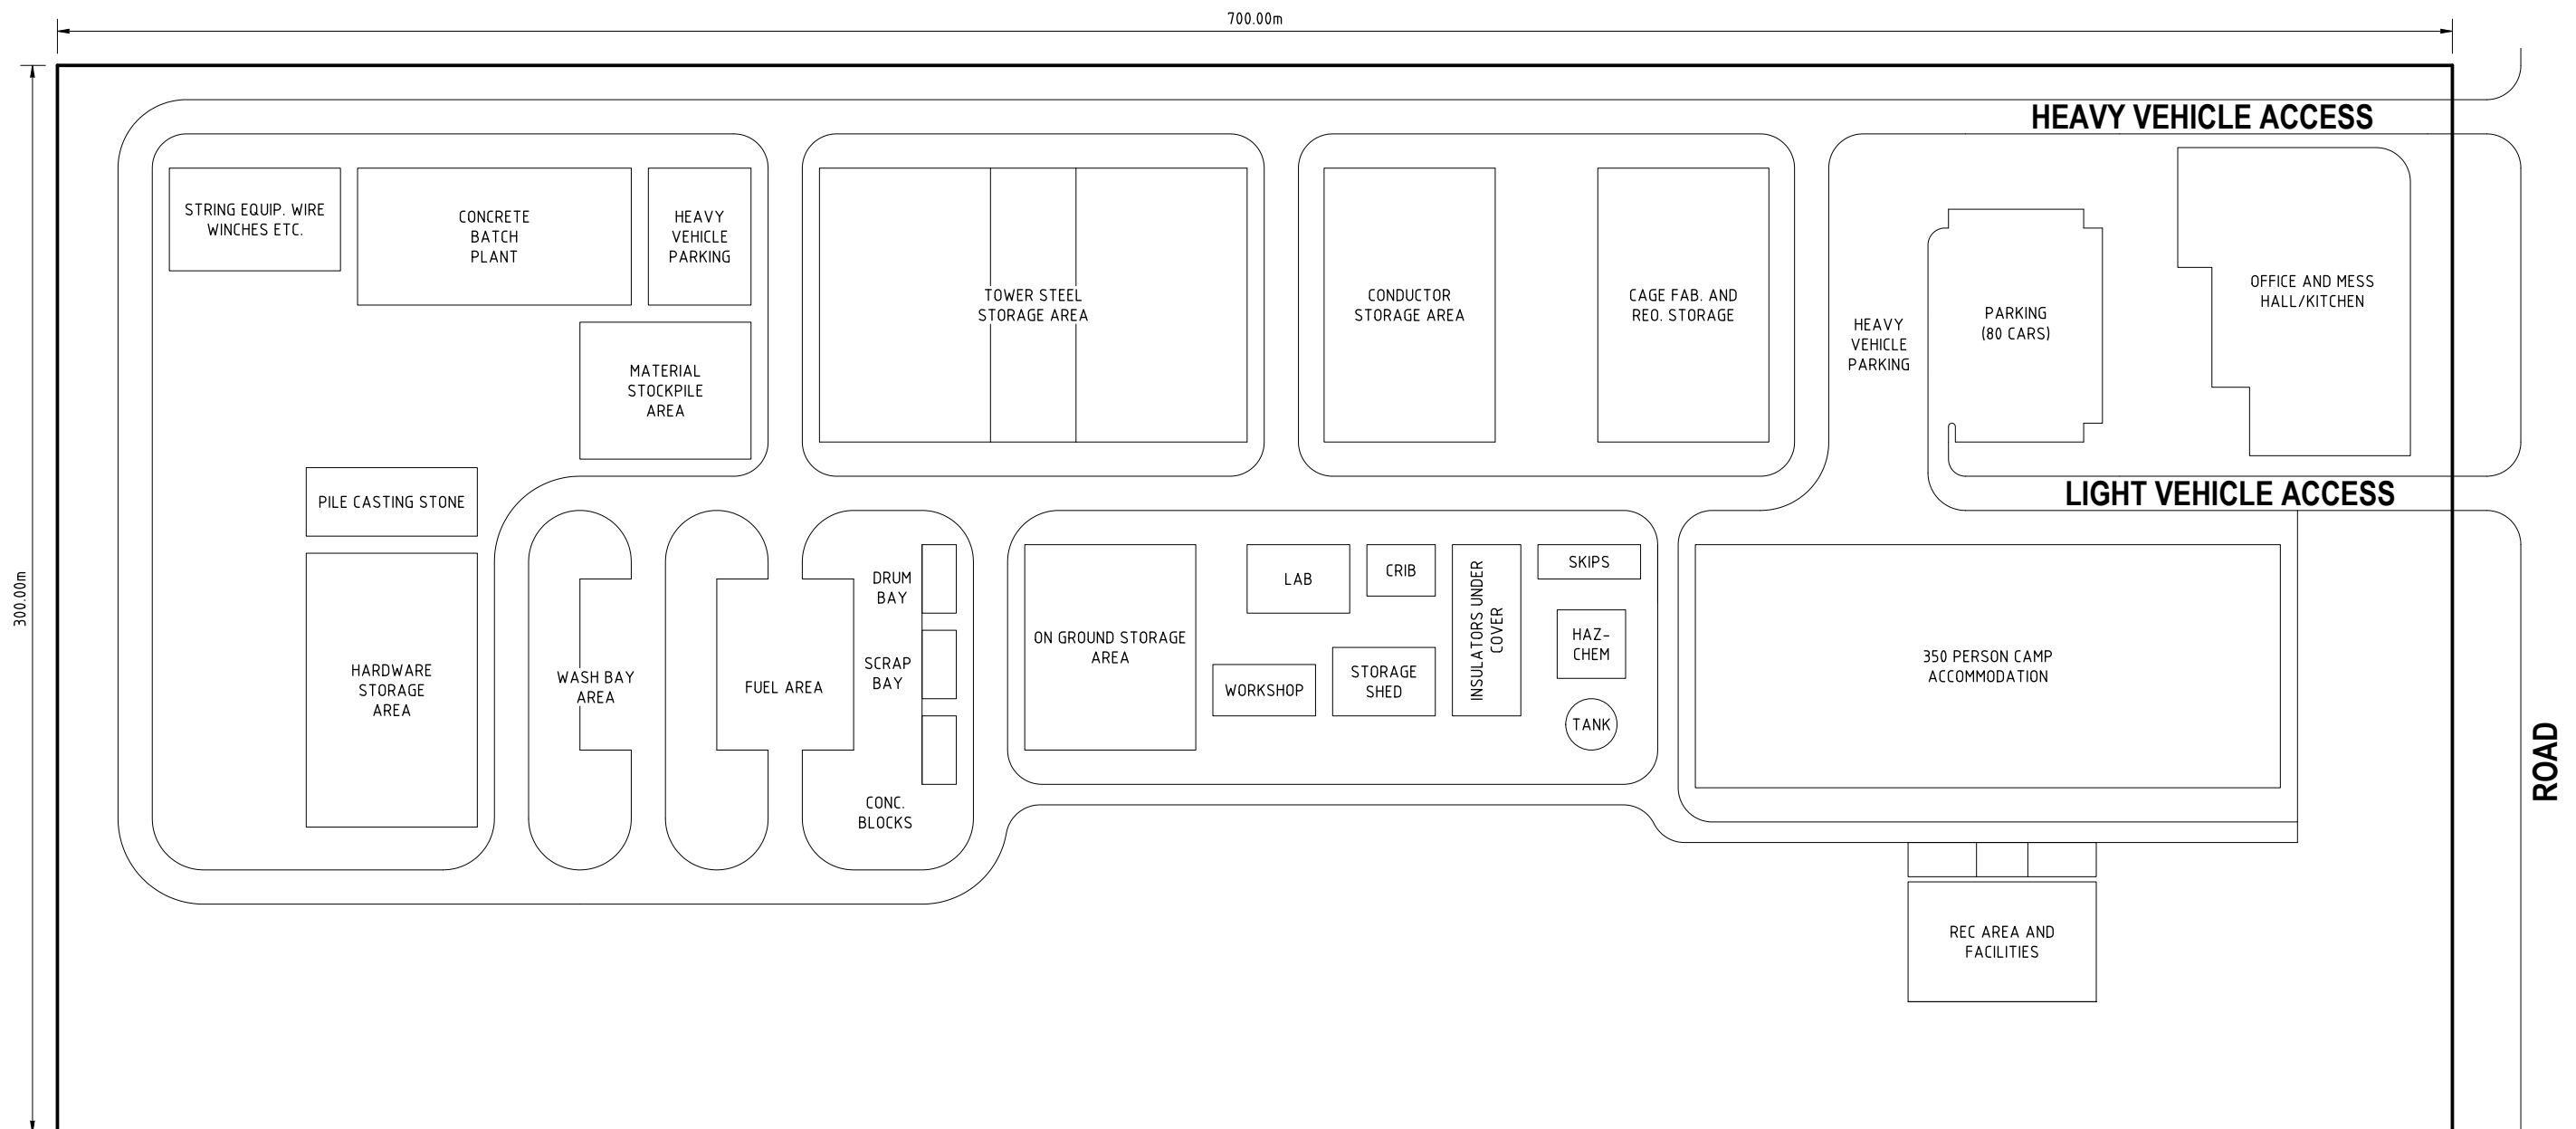 700.00m
HEAVY VEHICLE ACCESS
STRING EQUIP. WIRE
WINCHES ETC.
CONCRETE
BATCH
PLANT
HEAVY
VEHICLE
PARKING
MATERIAL
STOCKPILE
AREA
TOWER STEEL
STORAGE AREA
CONDUCTOR
STORAGE AREA
CAGE FAB. AND
REO. STORAGE
HEAVY
VEHICLE
PARKING
PARKING
(80 CARS)
OFFICE AND MESS
HALL/KITCHEN
LIGHT VEHICLE ACCESS
PILE CASTING STONE
300.00m
HARDWARE
STORAGE
AREA
WASH BAY
AREA
FUEL AREA
DRUM
BAY
SCRAP
BAY
CONC.
BLOCKS
ON GROUND STORAGE
AREA
LAB
CRIB
WORKSHOP
STORAGE
SHED
INSULATORS UNDER
COVER
SKIPS
HAZ-
CHEM
TANK
350 PERSON CAMP
ACCOMMODATION
ROAD
REC AREA AND
FACILITIES